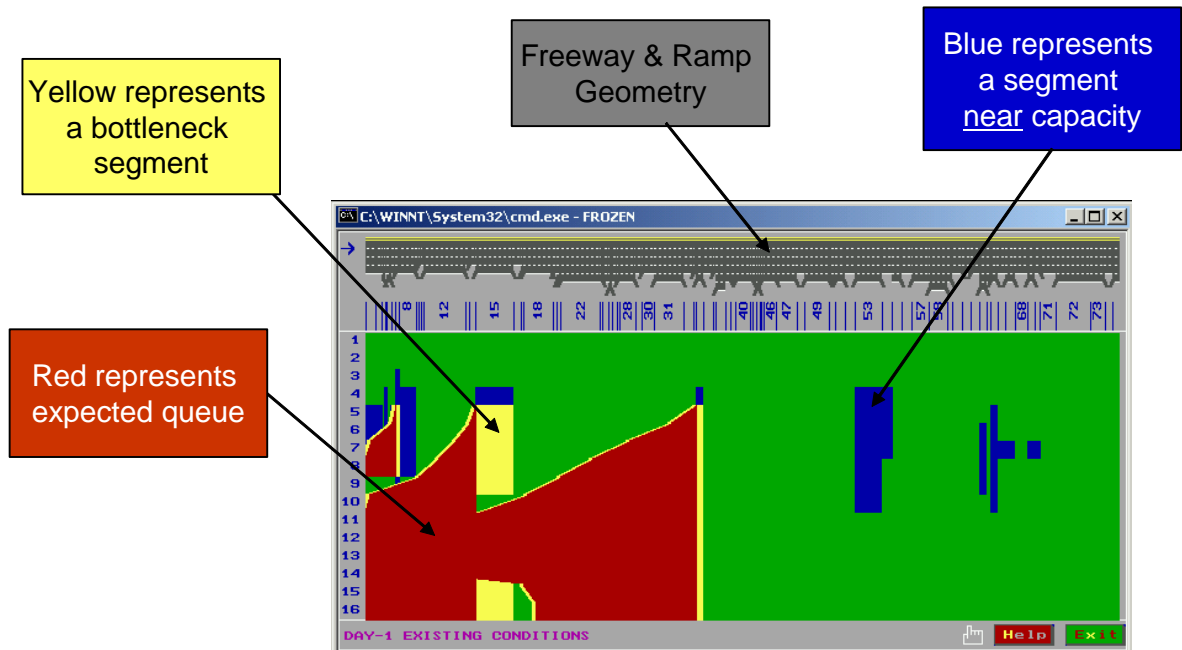 Yellow represents
a bottleneck
segment
Freeway & Ramp
Geometry
Blue represents
a segment
near capacity
Red represents
expected queue
C:\WINNT\System32\cmd.exe - FROZEN
8 12 15 18 22 28 30 31 40 46 47 49 53 57 58 68 71 72 73
1
2
3
4
5
6
7
8
9
10
11
12
13
14
15
16
DAY-1 EXISTING CONDITIONS
Help Exit